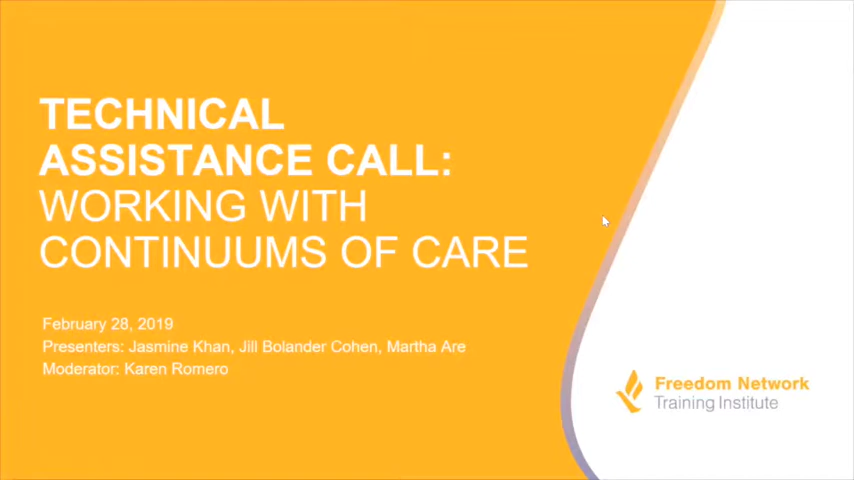 TECHNICAL
ASSISTANCE CALL:
WORKING WITH
CONTINUUMS OF CARE
February 28, 2019
Presenters: Jasmine Khan, Jill Bolander Cohen, Martha Are
Moderator: Karen Romero
Freedom Network
Training Institute